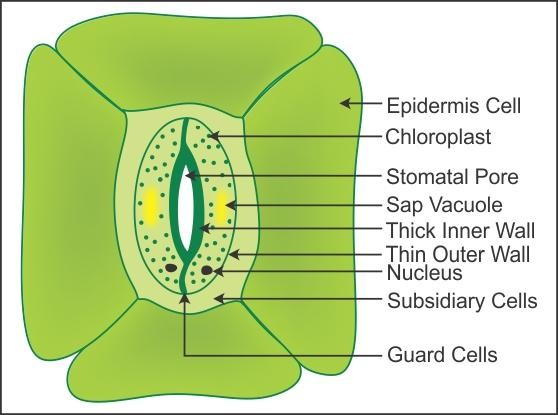 Epidermis Cell
Chloroplast
Stomatal Pore
Sap Vacuole
Thick Inner Wall
Thin Outer Wall
Nucleus
Subsidiary Cells
Guard Cells